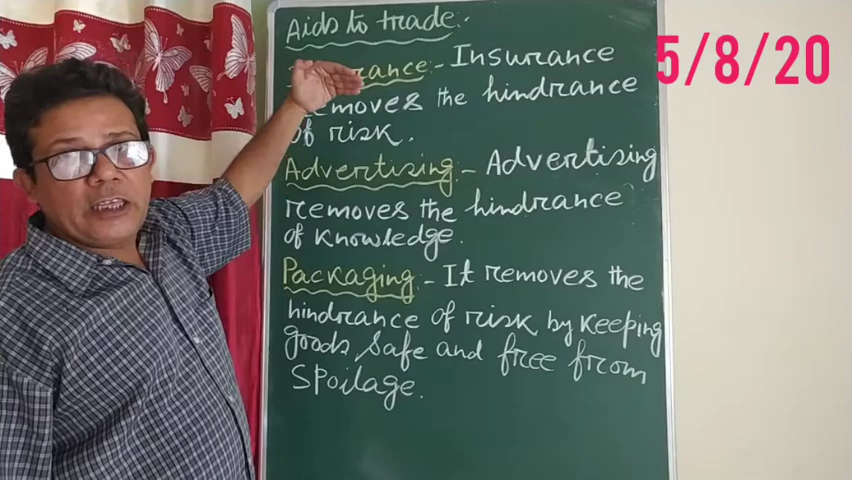 Aids to trade:
rance - Insurance
removes the hindrance
of risk.
Advertising - Advertising
removes the hindrance
of knowledge.
Packaging - It removes the
hindrance of risk by keeping
goods, safe and free from
spoilage.
5/8/20